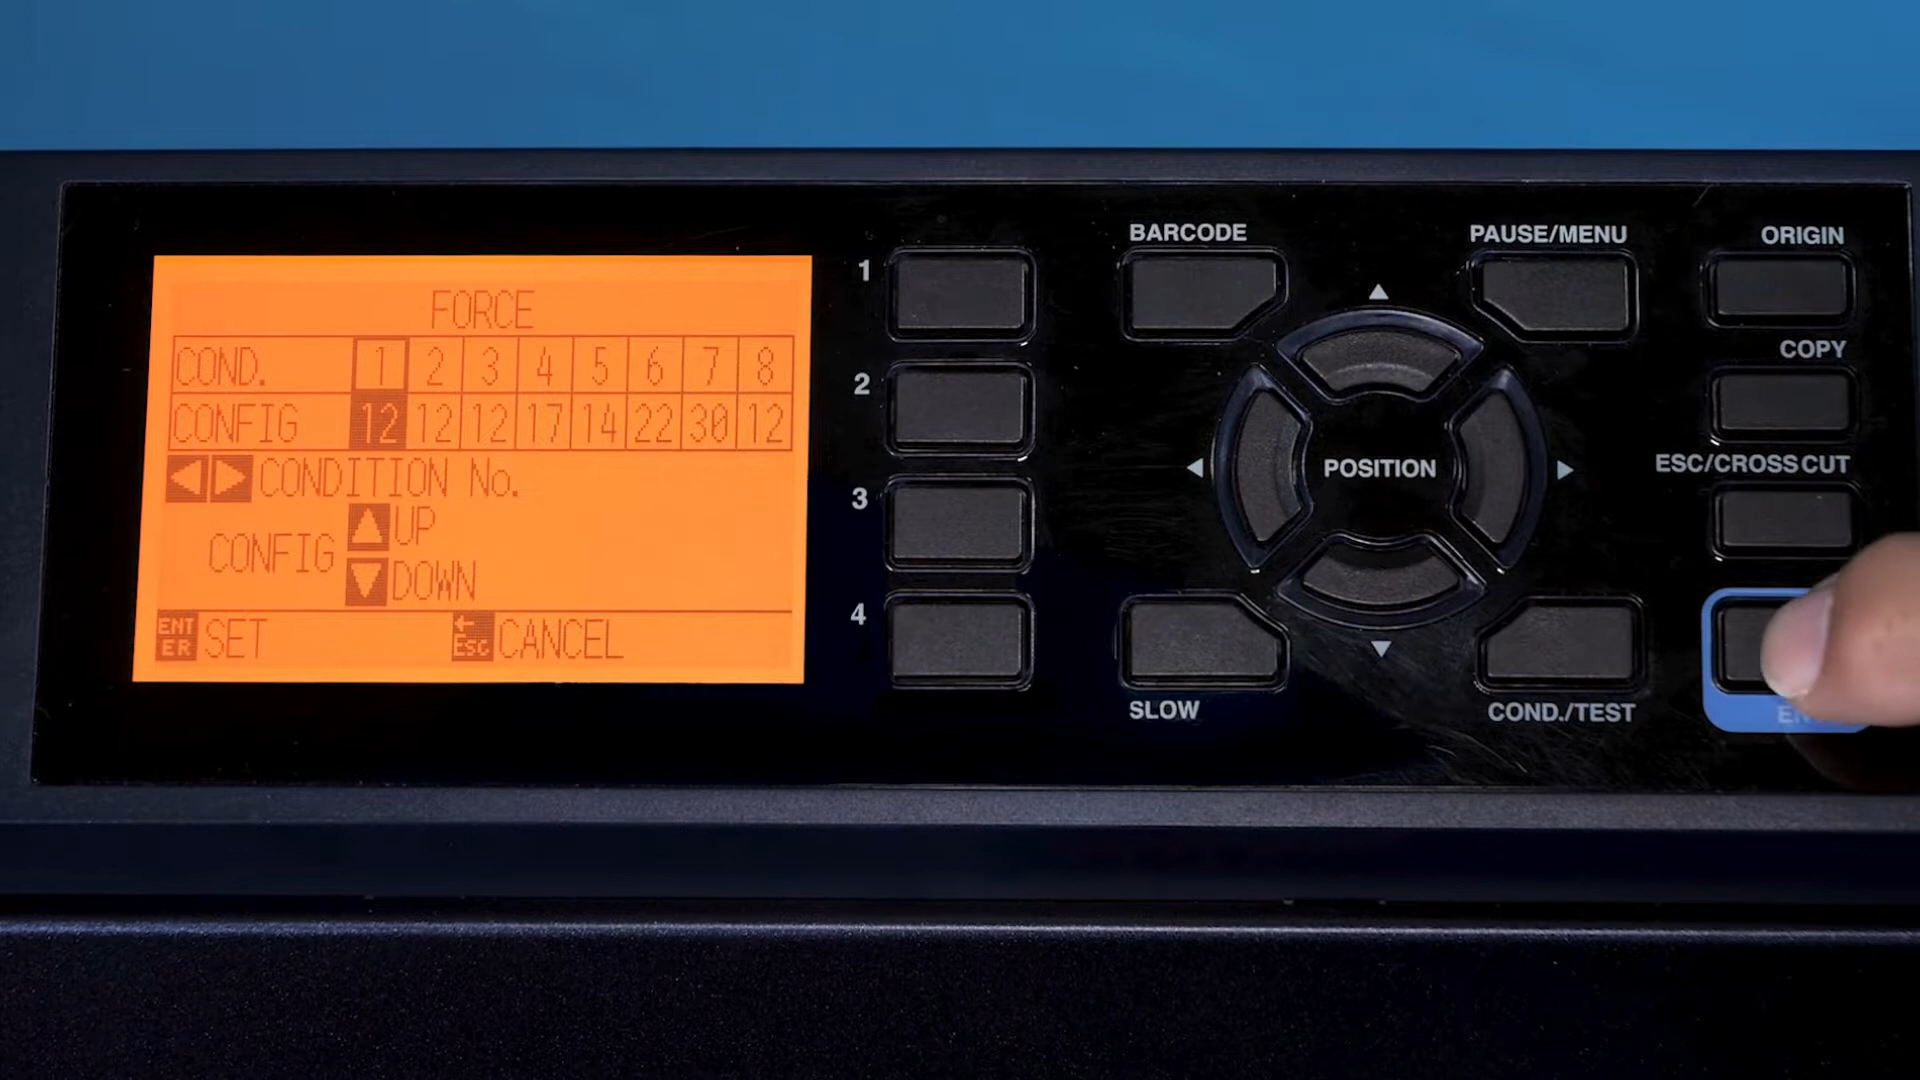 FORCE
COND. 1 2 3 4 5 6 7 8
CONFIG 12 12 12 17 14 22 30 12
CONDITION No.
CONFIG
UP
DOWN
ENTER SET
ESC CANCEL
1
2
3
4
BARCODE
PAUSE/MENU
ORIGIN
COPY
ESC/CROSS CUT
POSITION
SLOW
COND./TEST